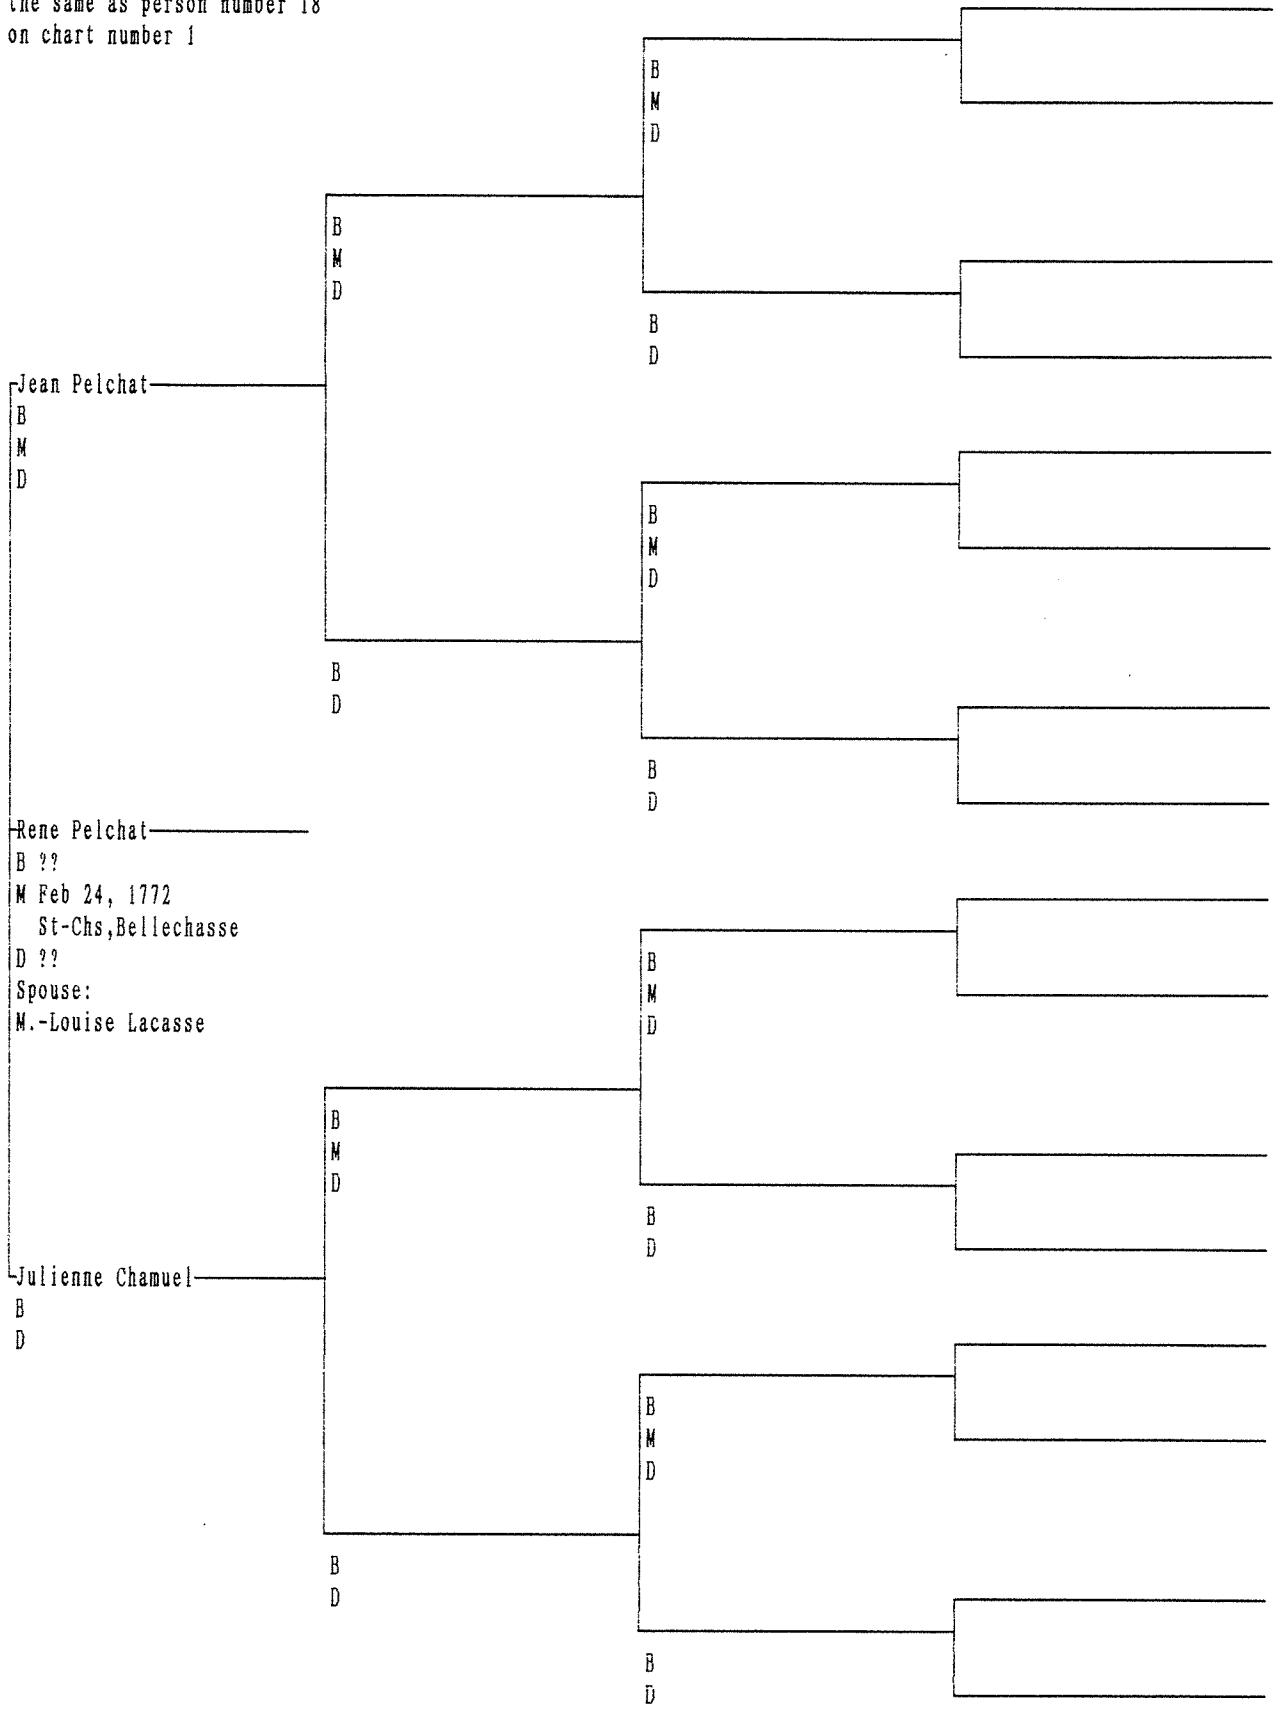 the same as person number 18
on chart number 1
B
M
D
B
M
D
B
D
Jean Pelchat
B
M
D
B
M
D
B
D
B
D
Rene Pelchat
B ??
M Feb 24, 1772
St-Chs,Bellechasse
D ??
Spouse:
M.-Louise Lacasse
B
M
D
B
M
D
B
D
Julienne Chamuel
B
D
B
M
D
B
D
B
D